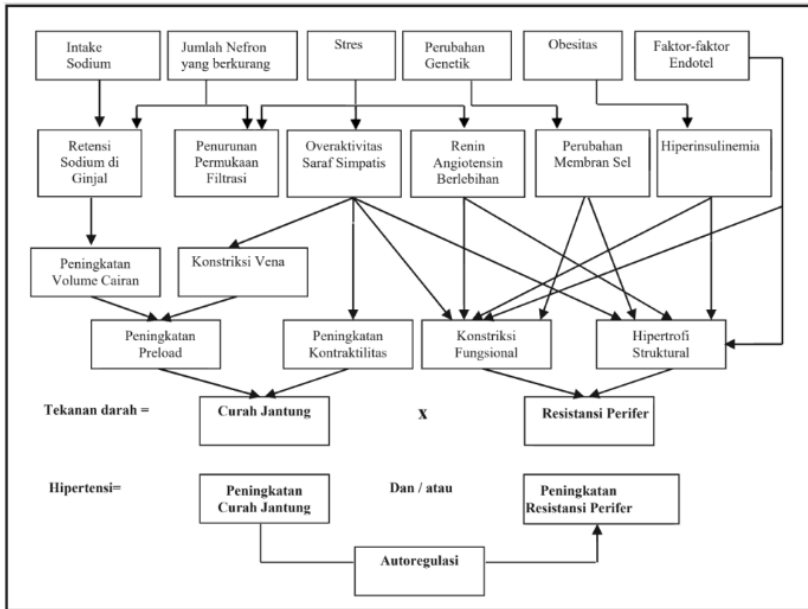 Intake
Sodium
Jumlah Nefron
yang berkurang
Stres
Perubahan
Genetik
Obesitas
Faktor-faktor
Endotel
Retensi
Sodium di
Ginjal
Penurunan
Permukaan
Filtrasi
Overaktivitas
Saraf Simpatis
Renin
Angiotensin
Berlebihan
Perubahan
Membran Sel
Hiperinsulinemia
Peningkatan
Volume Cairan
Konstriksi Vena
Peningkatan
Preload
Peningkatan
Kontraktilitas
Konstriksi
Fungsional
Hipertrofi
Struktural
Tekanan darah =
Curah Jantung
x
Resistansi Perifer
Hipertensi=
Peningkatan
Curah Jantung
Dan / atau
Peningkatan
Resistansi Perifer
Autoregulasi